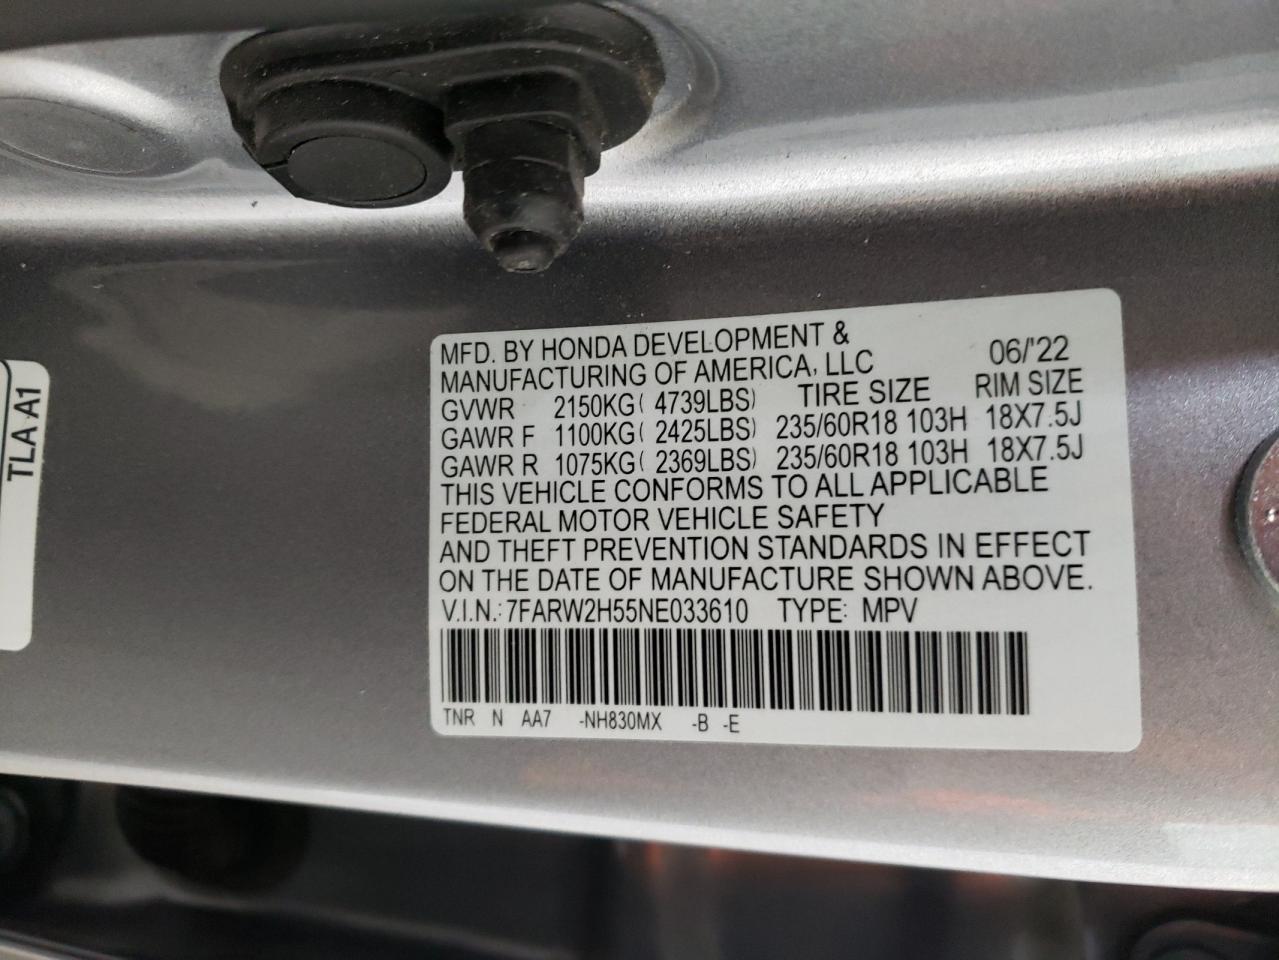 MFD. BY HONDA DEVELOPMENT & 06/'22
MANUFACTURING OF AMERICA, LLC
GVWR 2150KG( 4739LBS) TIRE SIZE RIM SIZE
GAWR F 1100KG( 2425LBS) 235/60R18 103H 18X7.5J
GAWR R 1075KG( 2369LBS) 235/60R18 103H 18X7.5J
THIS VEHICLE CONFORMS TO ALL APPLICABLE
FEDERAL MOTOR VEHICLE SAFETY
AND THEFT PREVENTION STANDARDS IN EFFECT
ON THE DATE OF MANUFACTURE SHOWN ABOVE.
V.I.N.: 7FARW2H55NE033610 TYPE: MPV
TNR N AA7 -NH830MX -B -E
TLA-A1